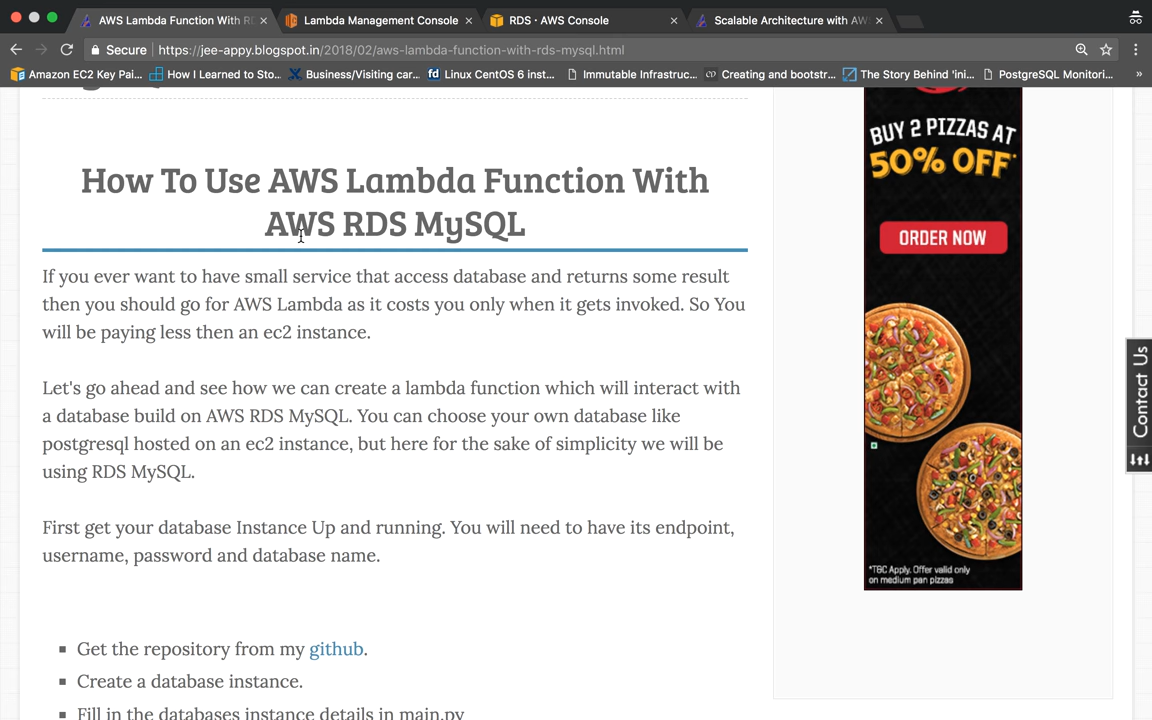 AWS Lambda Function With R
Lambda Management Console
RDS · AWS Console
Scalable Architecture with AW
Secure
https://jee-appy.blogspot.in/2018/02/aws-lambda-function-with-rds-mysql.html
Amazon EC2 Key Pai...
How I Learned to Sto...
Business/Visiting car...
Linux CentOS 6 inst...
Immutable Infrastruc...
Creating and bootstr...
The Story Behind 'ini...
PostgreSQL Monitori...
How To Use AWS Lambda Function With
AWS RDS MySQL
If you ever want to have small service that access database and returns some result
then you should go for AWS Lambda as it costs you only when it gets invoked. So You
will be paying less then an ec2 instance.
Let's go ahead and see how we can create a lambda function which will interact with
a database build on AWS RDS MySQL. You can choose your own database like
postgresql hosted on an ec2 instance, but here for the sake of simplicity we will be
using RDS MySQL.
First get your database Instance Up and running. You will need to have its endpoint,
username, password and database name.
Get the repository from my github.
Create a database instance.
Fill in the databases instance details in main.py
BUY 2 PIZZAS AT
50% OFF*
ORDER NOW
*T&C Apply. Offer valid only
on medium pan pizzas
Contact Us